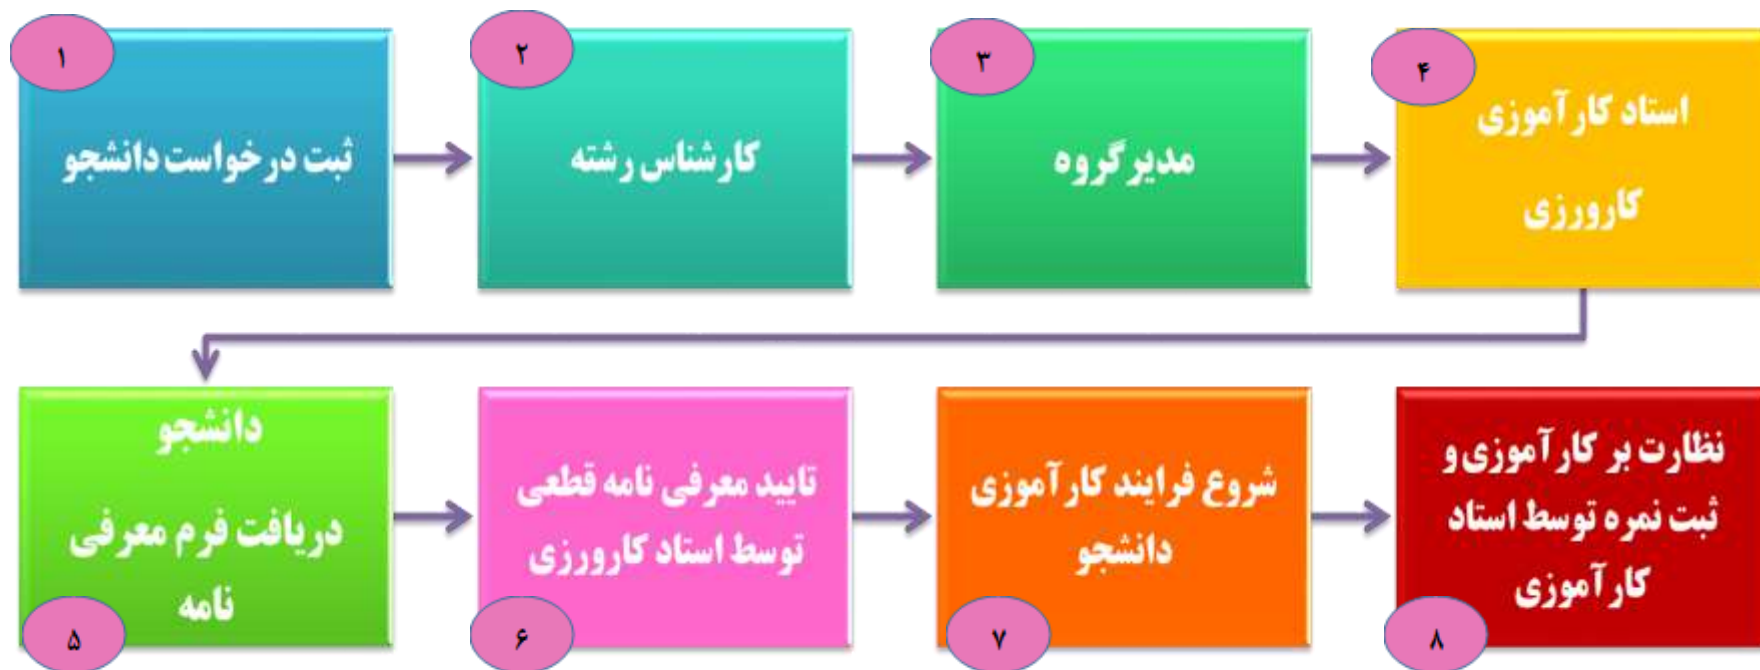 ۱
ثبت درخواست دانشجو
۲
کارشناس رشته
۳
مدیرگروه
۴
استاد کارآموزی
کارورزی
دانشجو
دریافت فرم معرفی
نامه
۵
تایید معرفی نامه قطعی
توسط استاد کارورزی
۶
شروع فرایند کارآموزی
دانشجو
۷
نظارت بر کارآموزی و
ثبت نمره توسط استاد
کارآموزی
۸